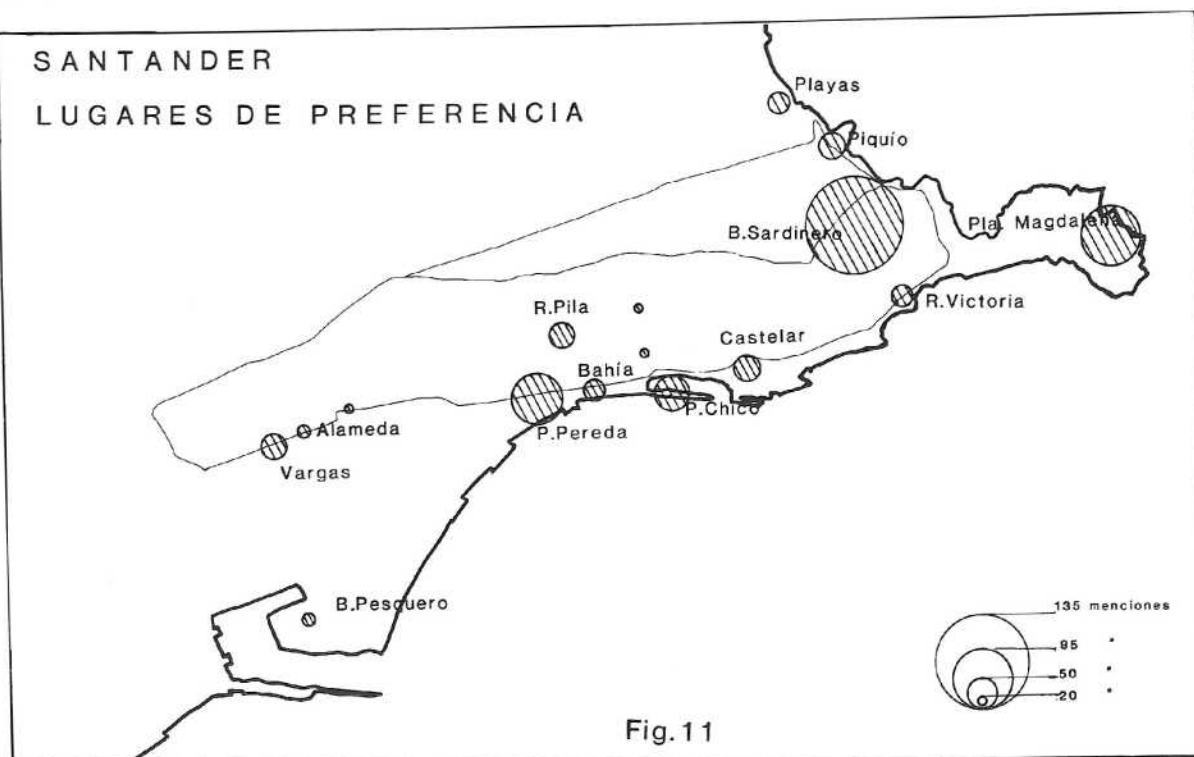 SANTANDER
LUGARES DE PREFERENCIA
Playas
Piquío
B.Sardinero
Pla. Magdalena
R.Pila
R.Victoria
Castelar
Bahía
P.Chico
P.Pereda
Alameda
Vargas
B.Pesquero
135 menciones
95 "
50 "
20 "
Fig.11